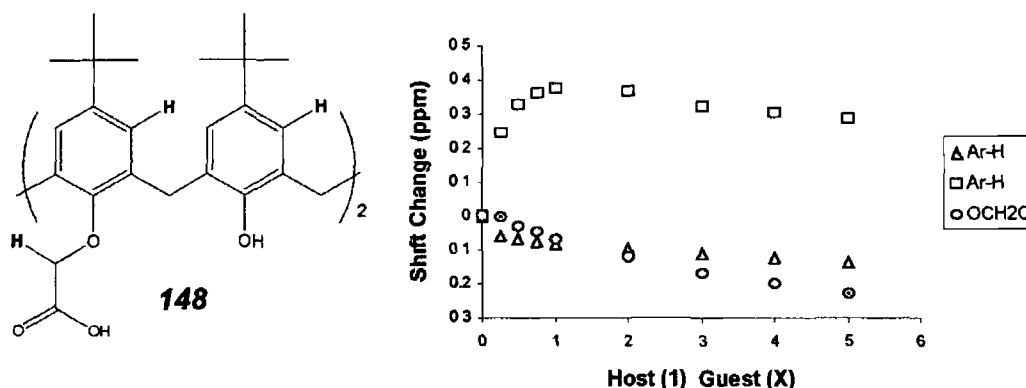 H
H
(
)
2
O
OH
H
O
OH
148
Shift Change (ppm)
0 5
0 4
0 3
0 2
0 1
0
0 1
0 2
0 3
0
1
2
3
4
5
6
Host (1) Guest (X)
Ar-H
Ar-H
OCH2C